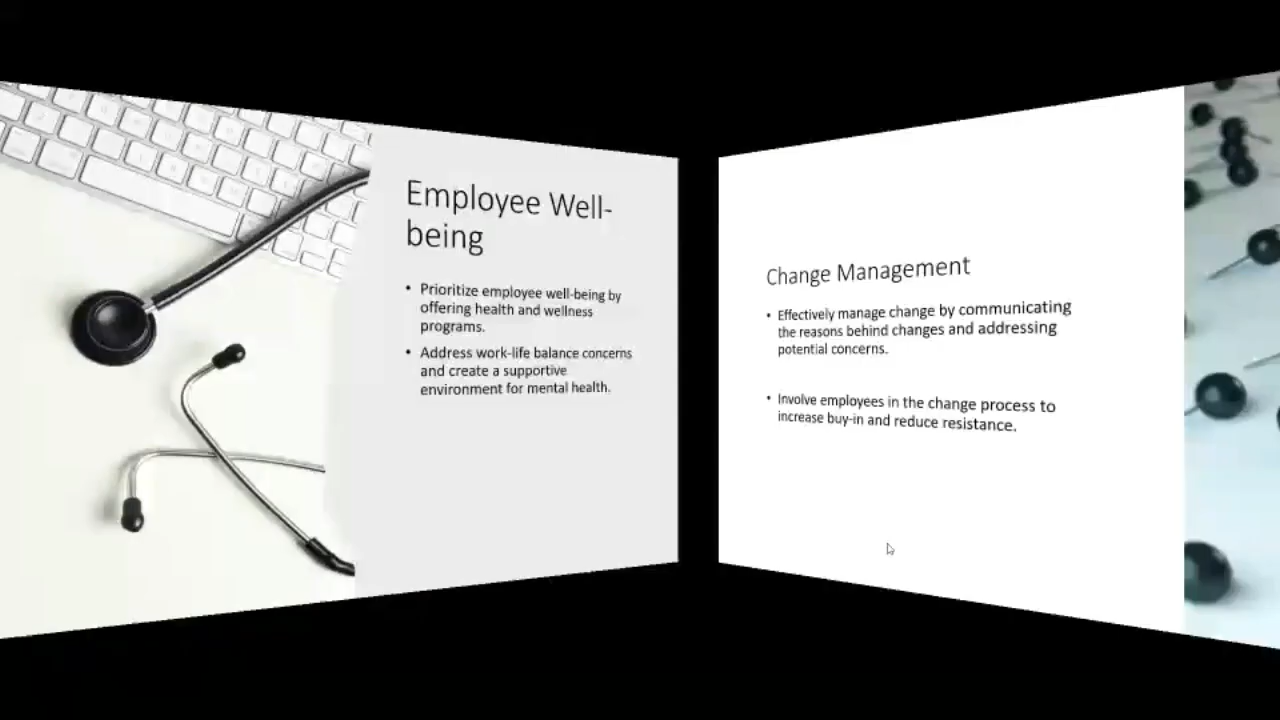 Employee Well-
being
• Prioritize employee well-being by
offering health and wellness
programs.
• Address work-life balance concerns
and create a supportive
environment for mental health.
Change Management
• Effectively manage change by communicating
the reasons behind changes and addressing
potential concerns.
• Involve employees in the change process to
increase buy-in and reduce resistance.